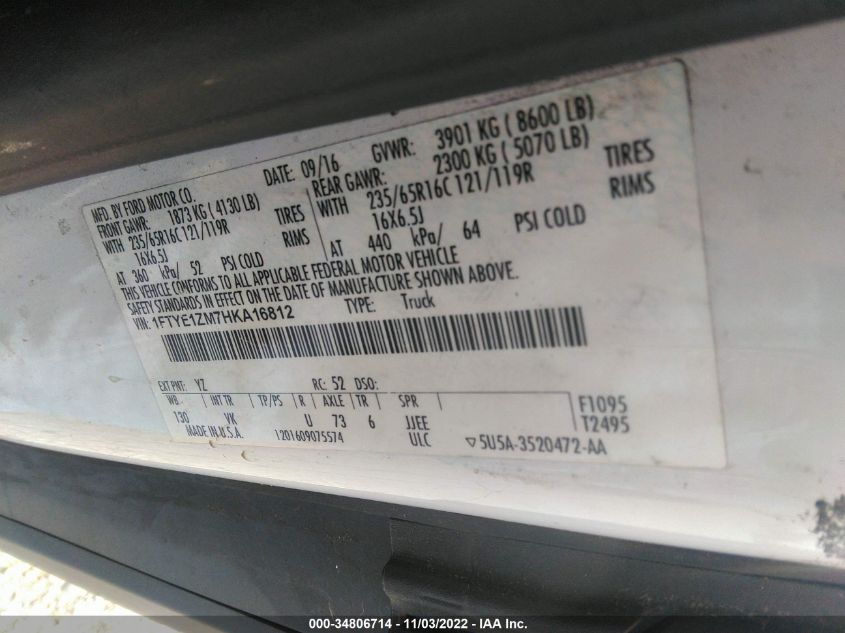 MFD. BY FORD MOTOR CO.
DATE: 09/16 GVWR: 3901 KG ( 8600 LB)
FRONT GAWR: 1873 KG ( 4130 LB)
REAR GAWR: 2300 KG ( 5070 LB)
WITH 235/65R16C 121/119R TIRES
WITH 235/65R16C 121/119R TIRES
16X6.5J RIMS
16X6.5J RIMS
AT 360 kPa/ 52 PSI COLD
AT 440 kPa/ 64 PSI COLD
THIS VEHICLE CONFORMS TO ALL APPLICABLE FEDERAL MOTOR VEHICLE
SAFETY STANDARDS IN EFFECT ON THE DATE OF MANUFACTURE SHOWN ABOVE.
VIN: 1FTYE1ZM7HKA16812 TYPE: Truck
EXT PNT: YZ RC: 52 DSO:
WB INT TR TP/PS R AXLE TR SPR
130 VK U 73 6 JJEE
F1095
T2495
MADE IN U.S.A. 1201609075574 ULC ▽5U5A-3520472-AA
000-34806714 - 11/03/2022 - IAA Inc.